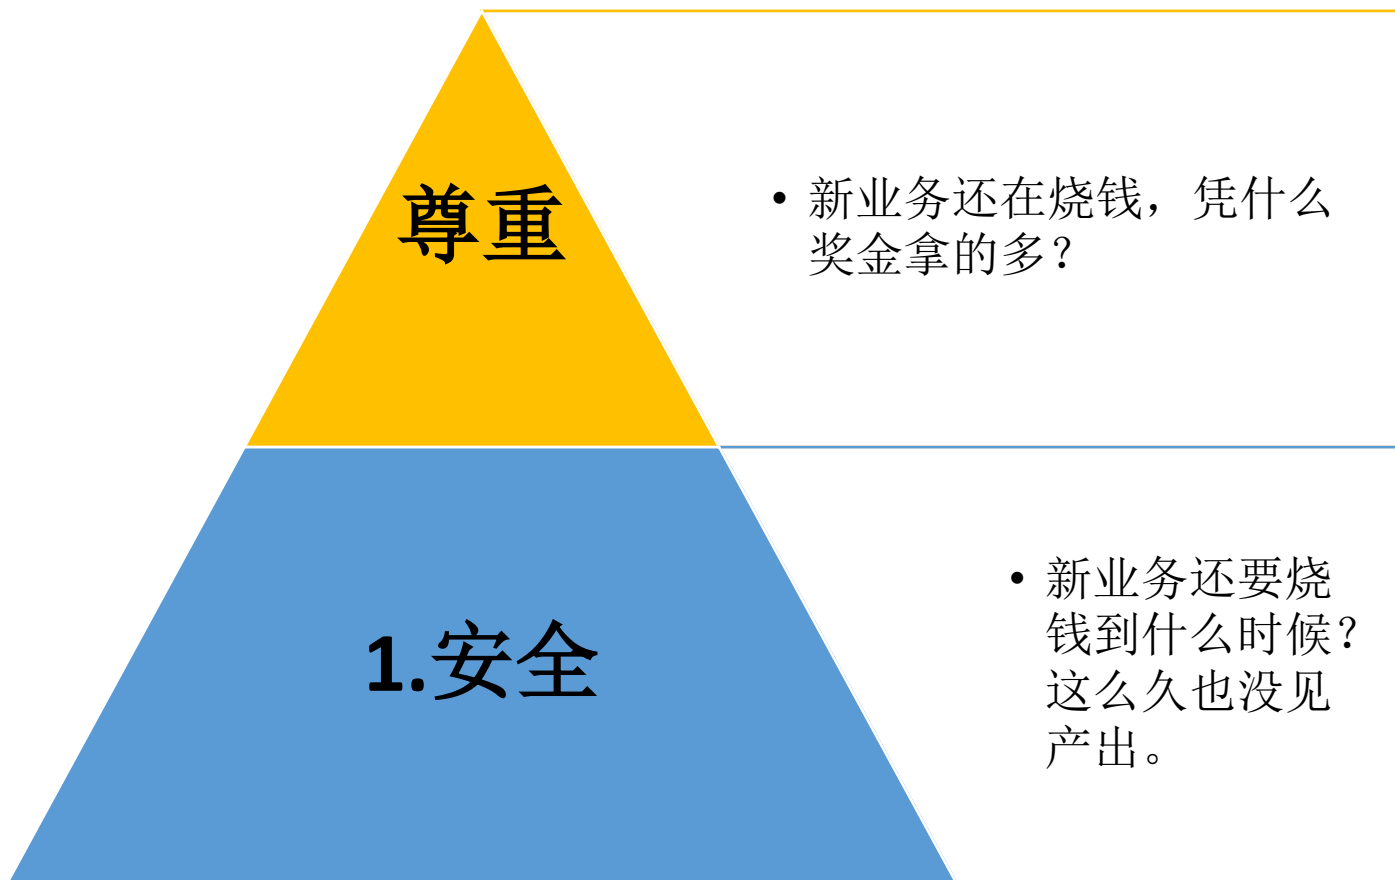 尊重
• 新业务还在烧钱，凭什么
奖金拿的多？
1.安全
• 新业务还要烧
钱到什么时候？
这么久也没见
产出。